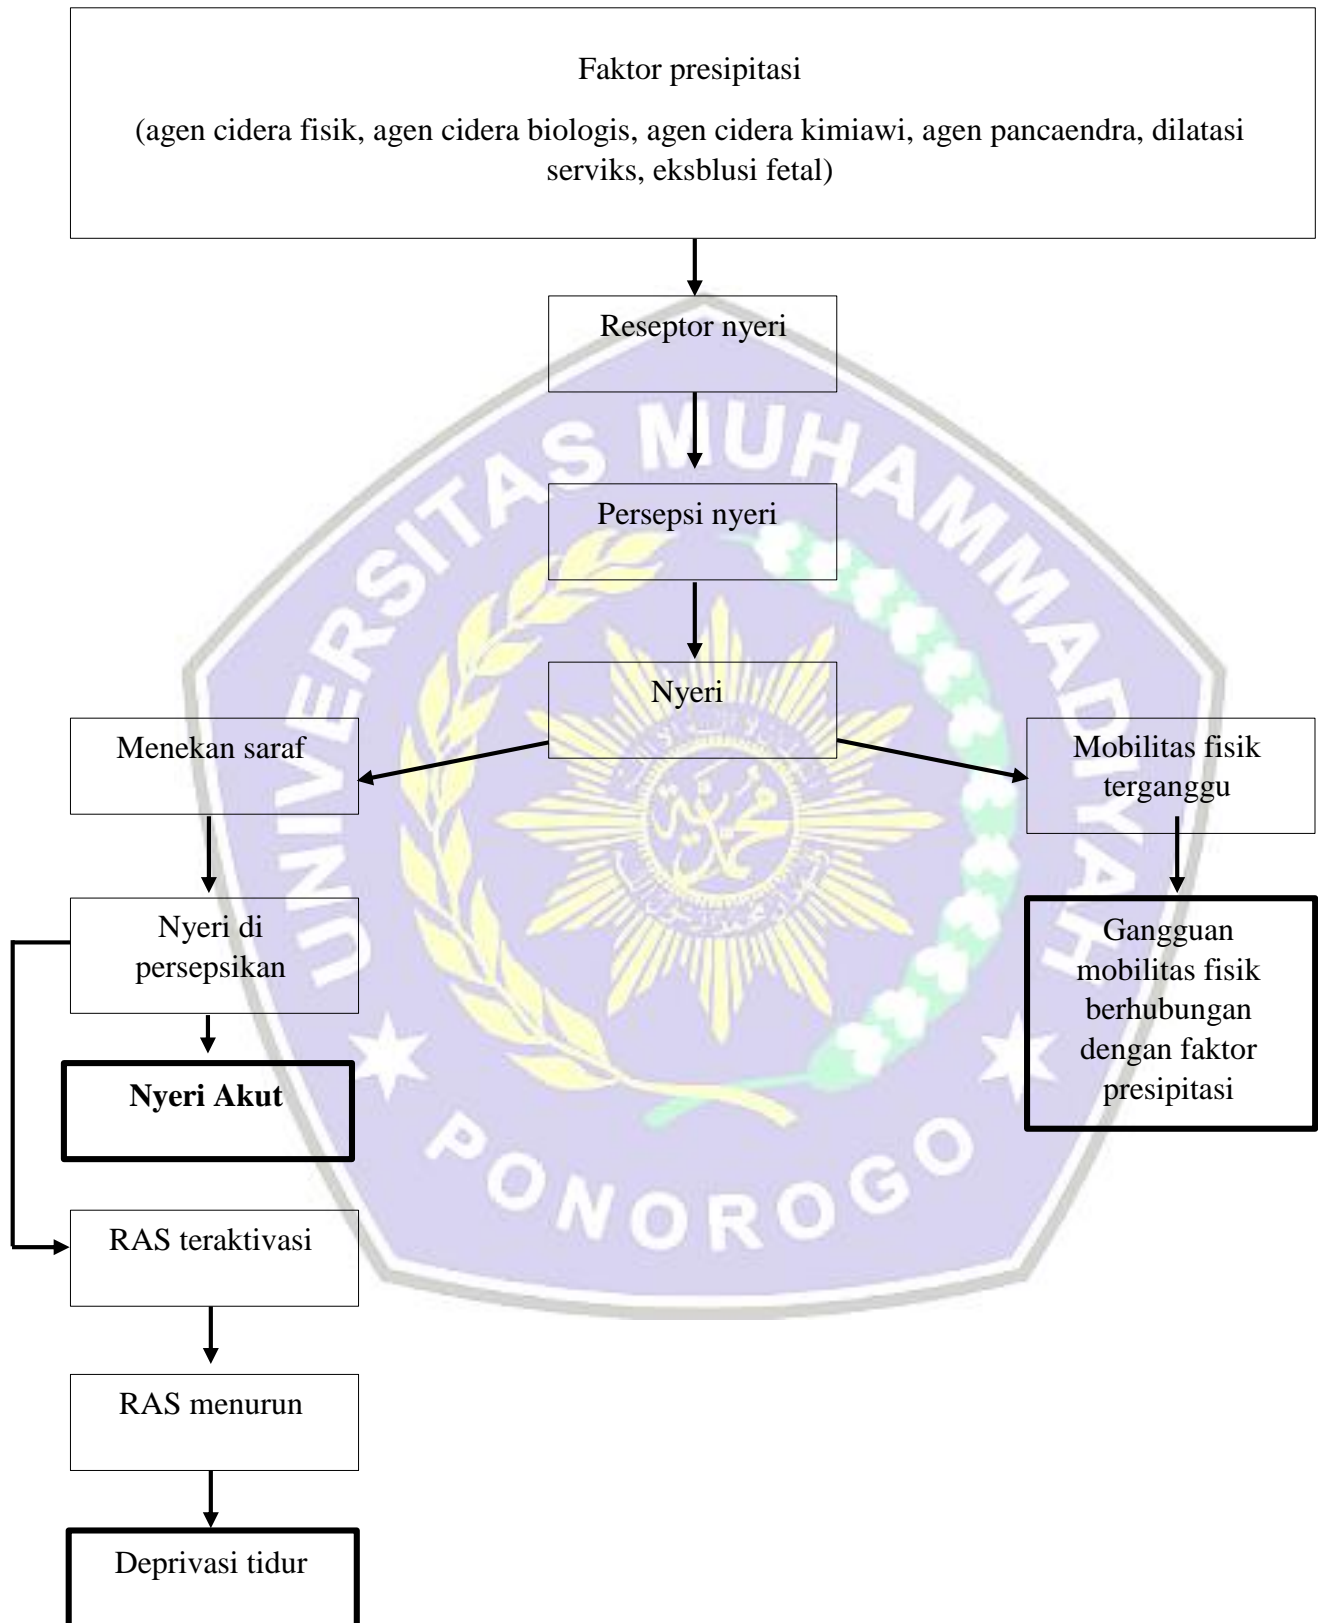 Faktor presipitasi
(agen cidera fisik, agen cidera biologis, agen cidera kimiawi, agen pancaendra, dilatasi
serviks, eksblusi fetal)
Reseptor nyeri
Persepsi nyeri
Nyeri
Menekan saraf
Mobilitas fisik
terganggu
Nyeri di
persepsikan
Gangguan
mobilitas fisik
berhubungan
dengan faktor
presipitasi
Nyeri Akut
RAS teraktivasi
RAS menurun
Deprivasi tidur
UNIVERSITAS MUHAMMADIYAH
PONOROGO